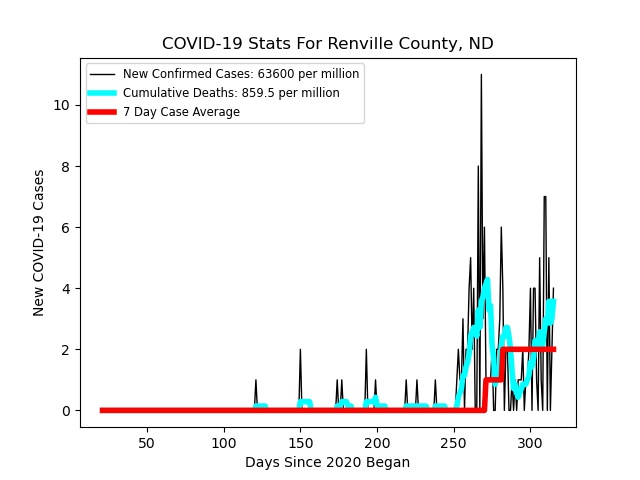 COVID-19 Stats For Renville County, ND
New Confirmed Cases: 63600 per million
Cumulative Deaths: 859.5 per million
7 Day Case Average
New COVID-19 Cases
10
8
6
4
2
0
50
100
150
200
250
300
Days Since 2020 Began